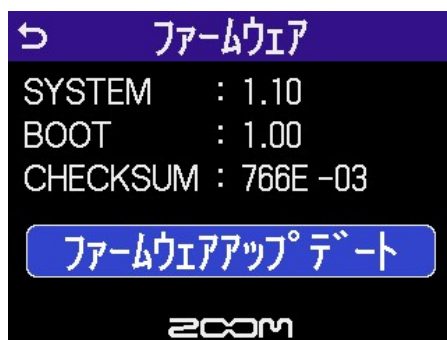 ファームウェア
SYSTEM : 1.10
BOOT : 1.00
CHECKSUM : 766E -03
ファームウェアアップデート
ZOOM